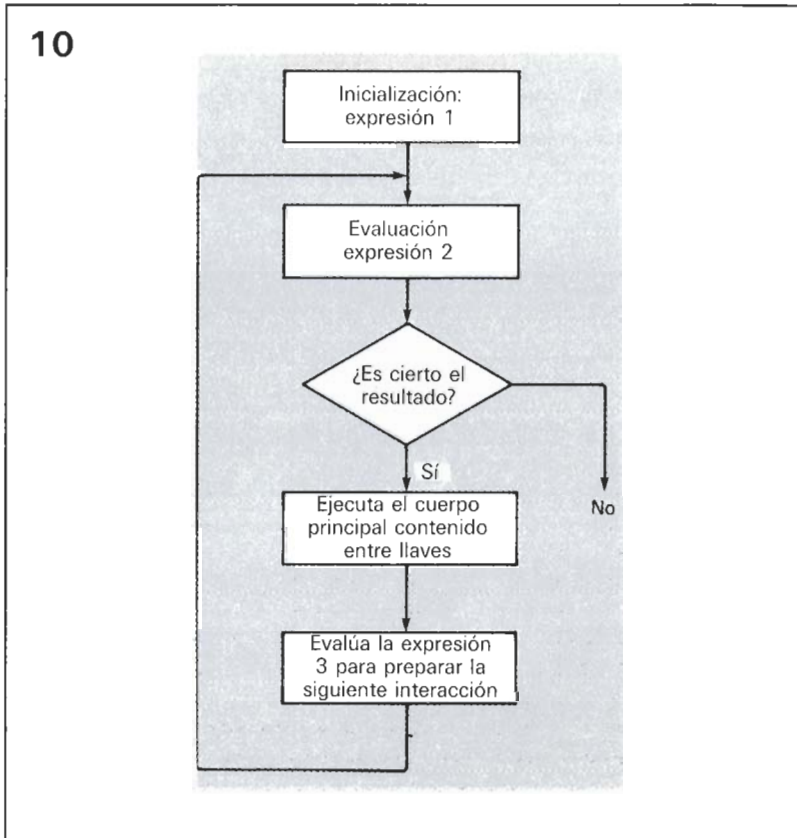 10
Inicialización:
expresión 1
Evaluación
expresión 2
¿Es cierto el
resultado?
Sí
No
Ejecuta el cuerpo
principal contenido
entre llaves
Evalúa la expresión
3 para preparar la
siguiente interacción